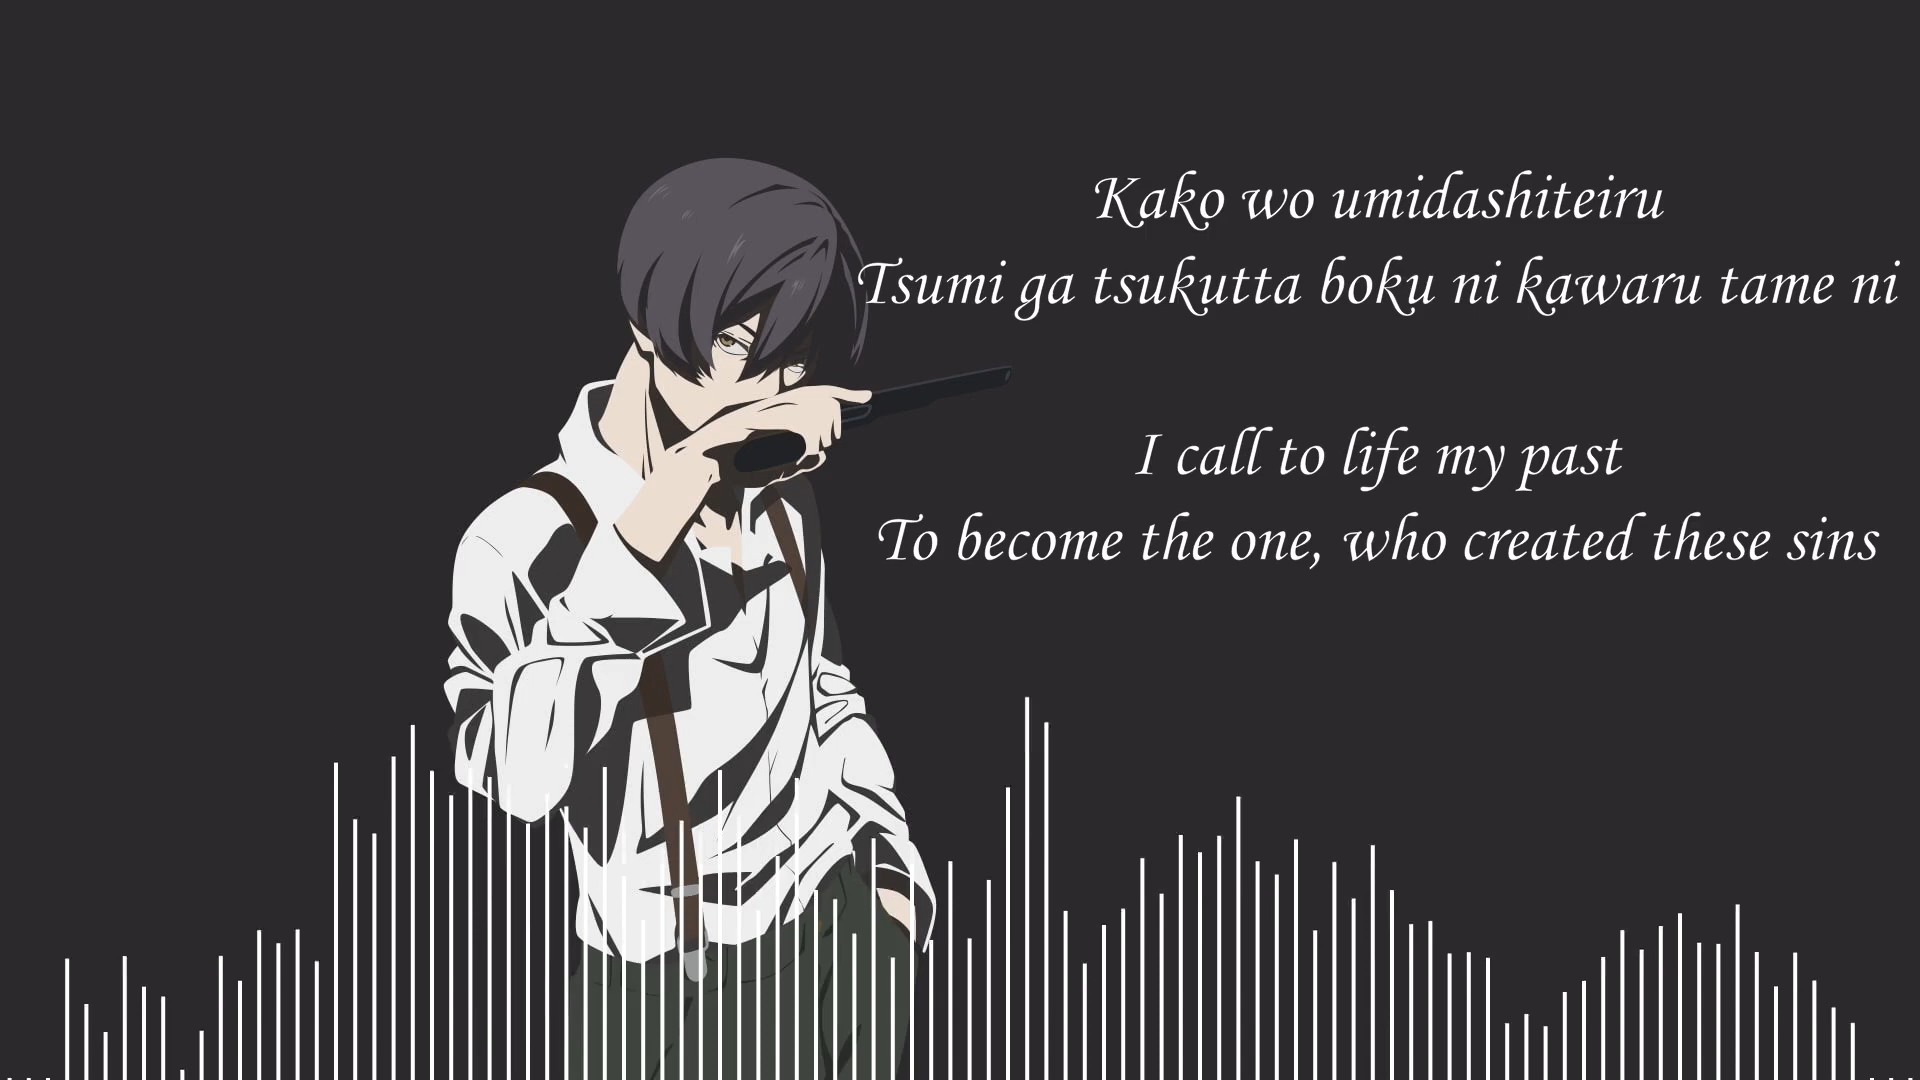 Kako wo umidashiteiru
Tsumi ga tsukutta boku ni kawaru tame ni
I call to life my past
To become the one, who created these sins